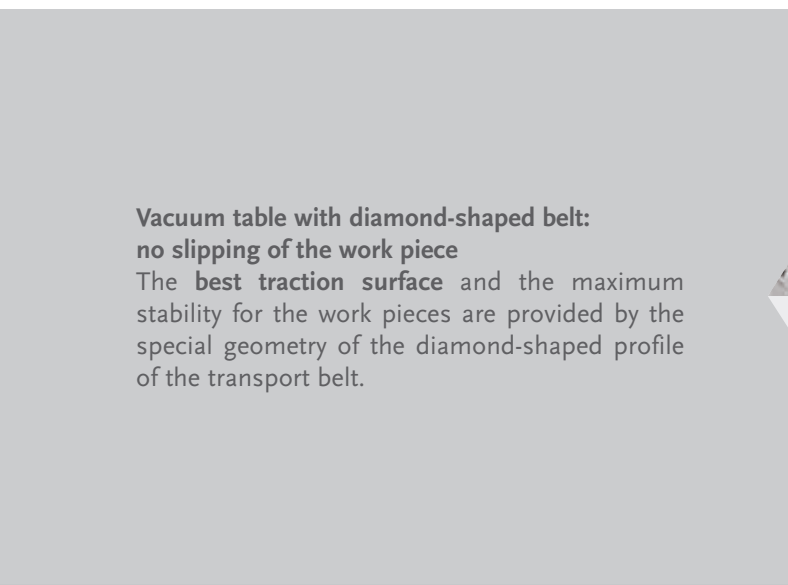 Vacuum table with diamond-shaped belt:
no slipping of the work piece
The best traction surface and the maximum
stability for the work pieces are provided by the
special geometry of the diamond-shaped profile
of the transport belt.